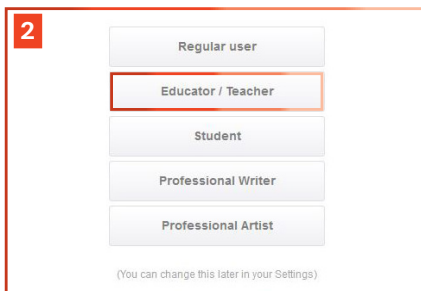 2
Regular user
Educator / Teacher
Student
Professional Writer
Professional Artist
(You can change this later in your Settings)